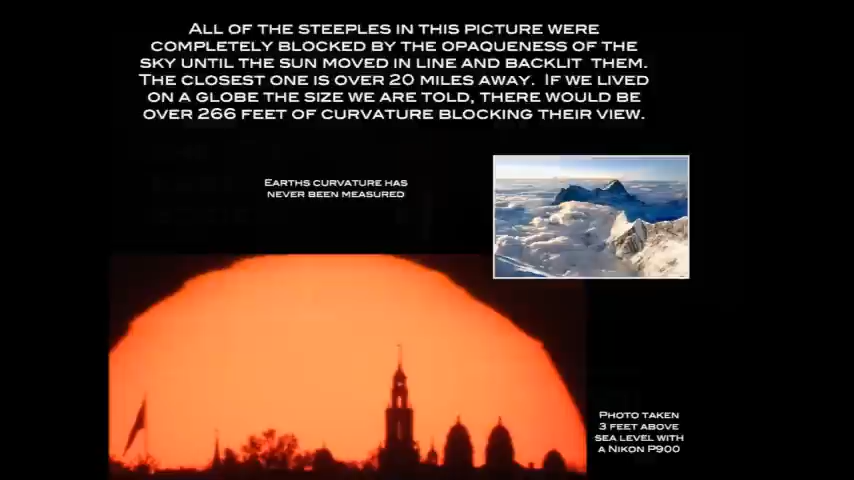 ALL OF THE STEEPLES IN THIS PICTURE WERE
COMPLETELY BLOCKED BY THE OPAQUENESS OF THE
SKY UNTIL THE SUN MOVED IN LINE AND BACKLIT THEM.
THE CLOSEST ONE IS OVER 20 MILES AWAY. IF WE LIVED
ON A GLOBE THE SIZE WE ARE TOLD, THERE WOULD BE
OVER 266 FEET OF CURVATURE BLOCKING THEIR VIEW.
EARTHS CURVATURE HAS
NEVER BEEN MEASURED
PHOTO TAKEN
3 FEET ABOVE
SEA LEVEL WITH
A NIKON P900